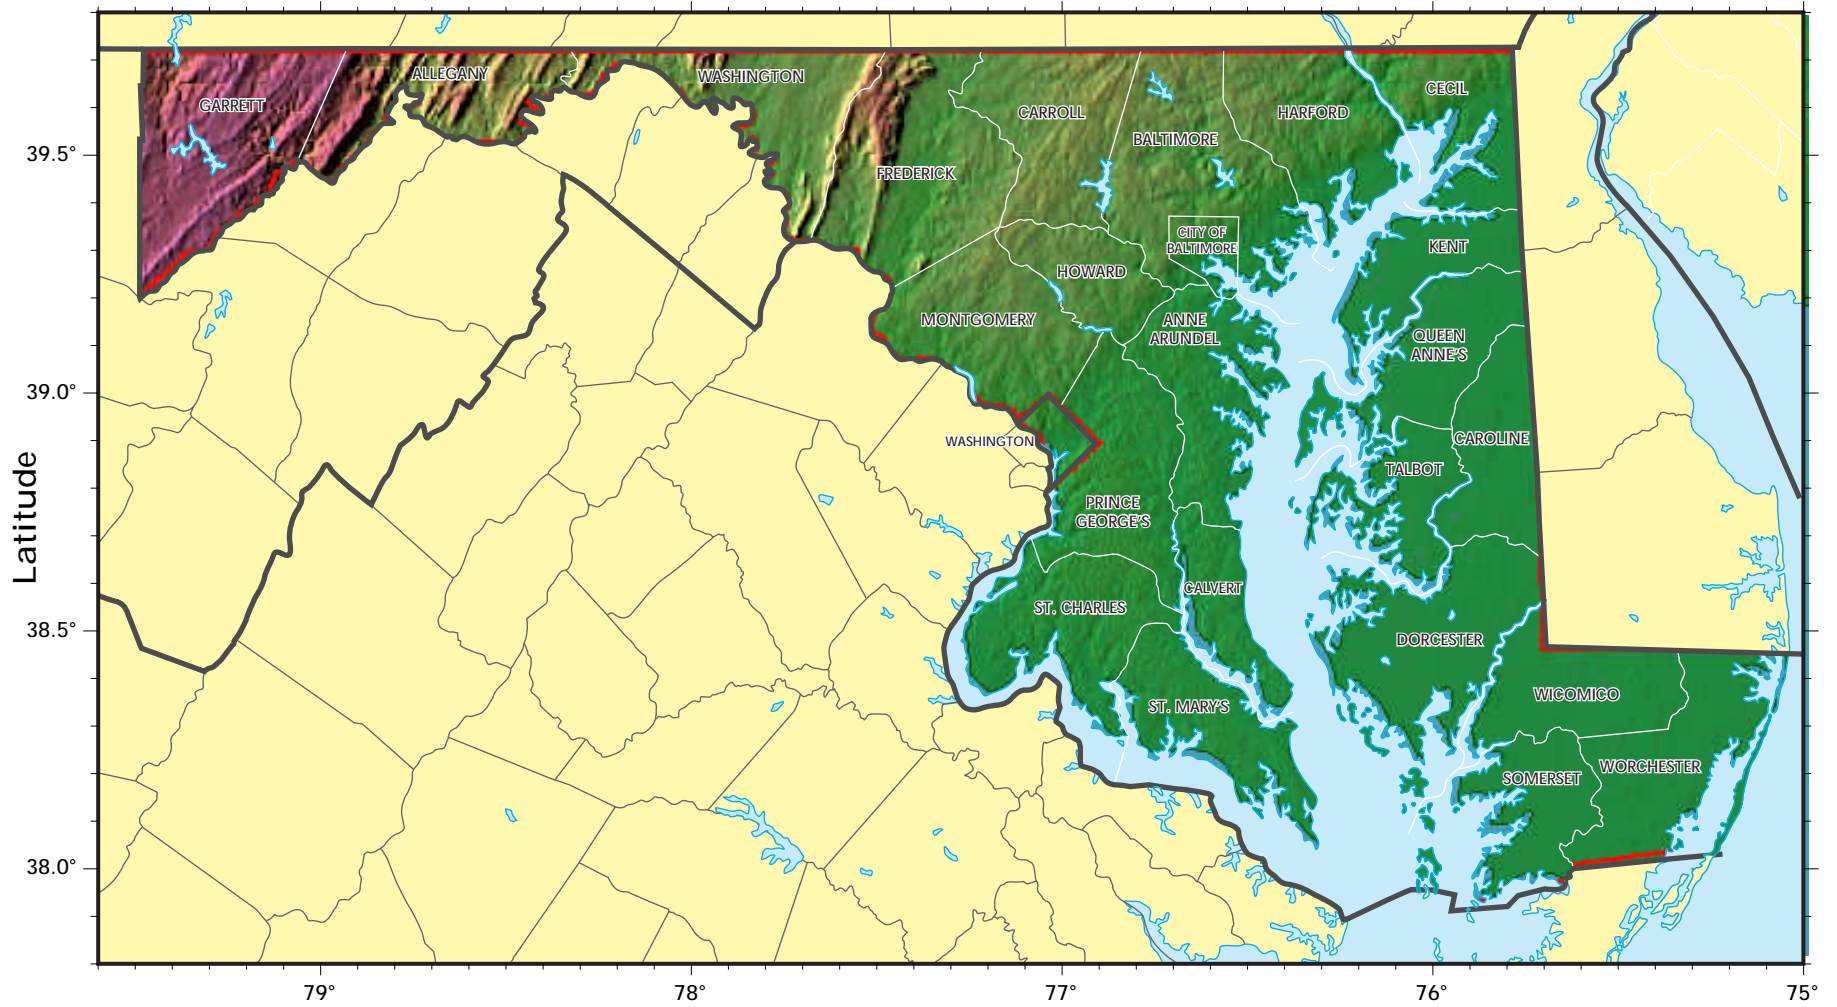 ALLEGANY
WASHINGTON
GARRETT
CECIL
CARROLL
HARFORD
BALTIMORE
39.5°
FREDERICK
CITY OF
BALTIMORE
KENT
HOWARD
MONTGOMERY
ANNE
ARUNDEL
QUEEN
ANNE'S
39.0°
WASHINGTON
CAROLINE
TALBOT
Latitude
PRINCE
GEORGE'S
CALVERT
ST. CHARLES
38.5°
DORCESTER
WICOMICO
ST. MARY'S
WORCHESTER
SOMERSET
38.0°
79°
78°
77°
76°
75°